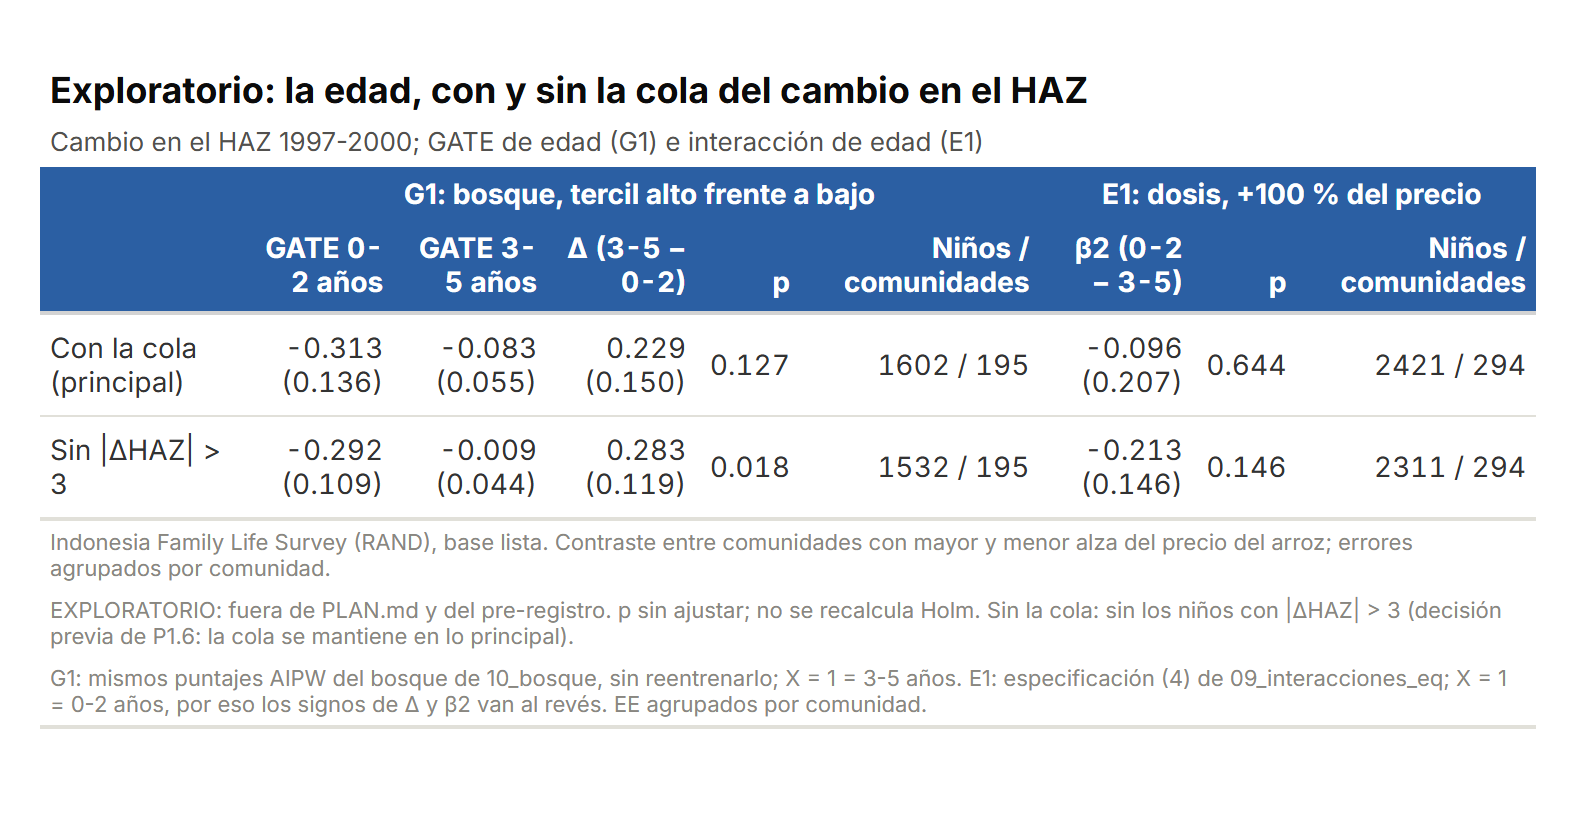 Exploratorio: la edad, con y sin la cola del cambio en el HAZ
Cambio en el HAZ 1997-2000; GATE de edad (G1) e interacción de edad (E1)
G1: bosque, tercil alto frente a bajo E1: dosis, +100 % del precio
GATE 0- GATE 3- Δ (3-5 − Niños / β2 (0-2 Niños /
2 años 5 años 0-2) p comunidades − 3-5) p comunidades
Con la cola -0.313 -0.083 0.229 0.127 1602 / 195 -0.096 0.644 2421 / 294
(principal) (0.136) (0.055) (0.150) (0.207)
Sin |ΔHAZ| > -0.292 -0.009 0.283 0.018 1532 / 195 -0.213 0.146 2311 / 294
3 (0.109) (0.044) (0.119) (0.146)
Indonesia Family Life Survey (RAND), base lista. Contraste entre comunidades con mayor y menor alza del precio del arroz; errores
agrupados por comunidad.
EXPLORATORIO: fuera de PLAN.md y del pre-registro. p sin ajustar; no se recalcula Holm. Sin la cola: sin los niños con |ΔHAZ| > 3 (decisión
previa de P1.6: la cola se mantiene en lo principal).
G1: mismos puntajes AIPW del bosque de 10_bosque, sin reentrenarlo; X = 1 = 3-5 años. E1: especificación (4) de 09_interacciones_eq; X = 1
= 0-2 años, por eso los signos de Δ y β2 van al revés. EE agrupados por comunidad.